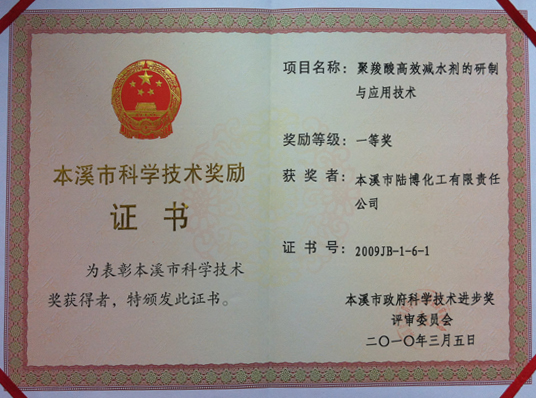 本溪市科学技术奖励
证书
为表彰本溪市科学技术
奖获得者，特颁发此证书。
项目名称：聚羧酸高效减水剂的研制
与应用技术
奖励等级：一等奖
获奖者：本溪市陆博化工有限责任
公司
证书号：2009JB-1-6-1
本溪市政府科学技术进步奖
评审委员会
二〇一〇年三月五日